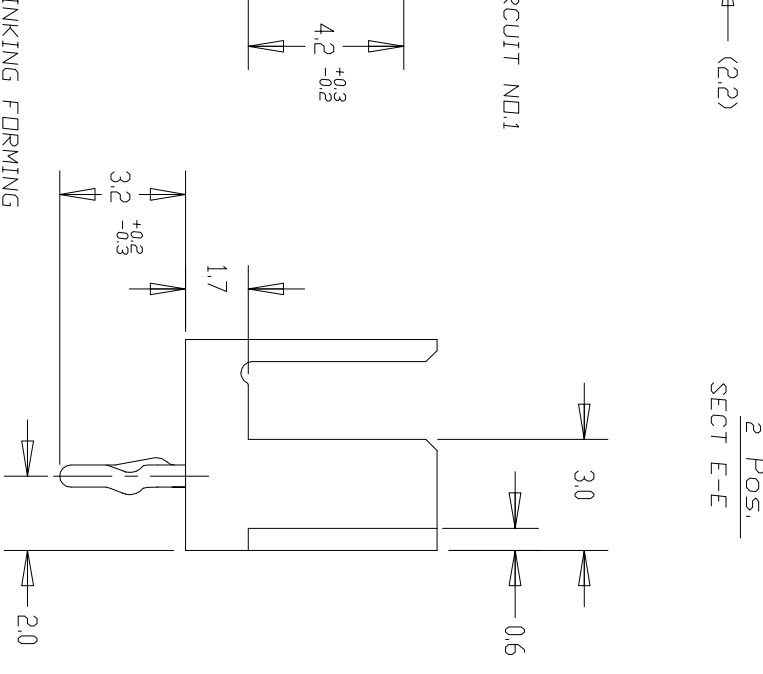 (2.2)
2 Pos.
SECT E-E
RCUIT NO.1
3.0
0.6
4.2 +0.3 -0.2
1.7
3.2 +0.2 -0.3
2.0
INKING FORMING